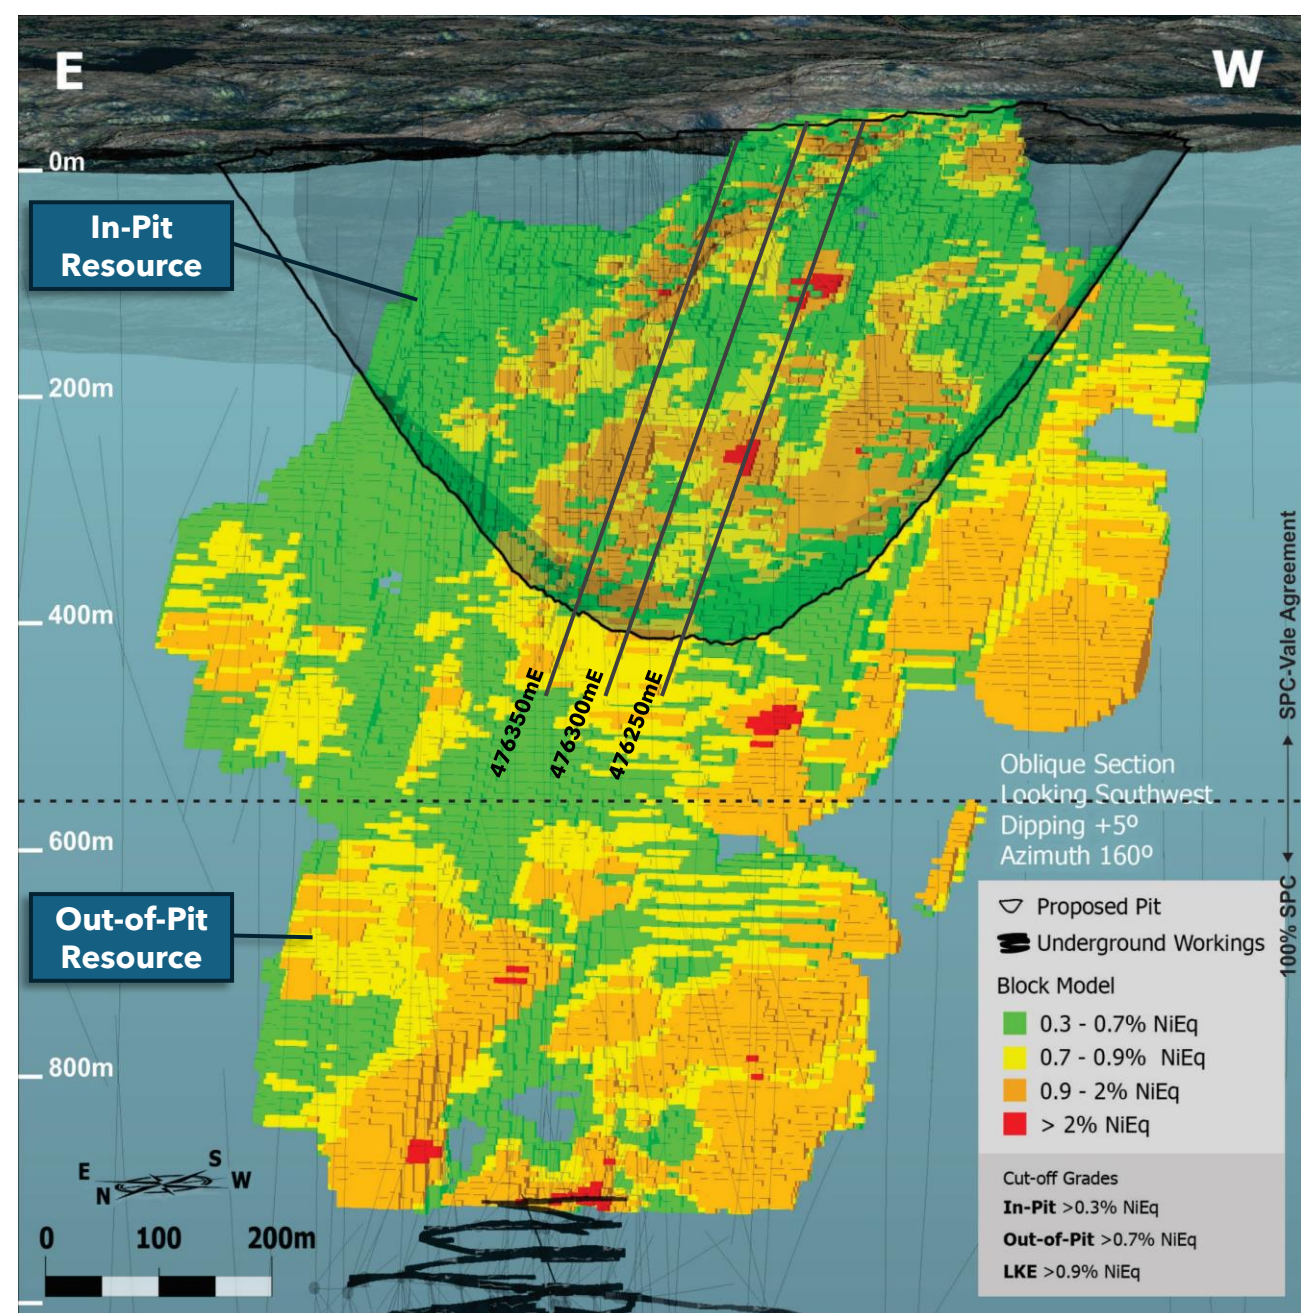 E
W
0m
In-Pit
Resource
200m
400m
476350mE
476300mE
476250mE
SPC-Vale Agreement
Oblique Section
Looking Southwest
Dipping +5º
Azimuth 160º
600m
100% SPC
Out-of-Pit
Resource
Proposed Pit
Underground Workings
Block Model
0.3 - 0.7% NiEq
0.7 - 0.9% NiEq
0.9 - 2% NiEq
> 2% NiEq
800m
Cut-off Grades
In-Pit >0.3% NiEq
Out-of-Pit >0.7% NiEq
LKE >0.9% NiEq
E
S
N
W
0 100 200m